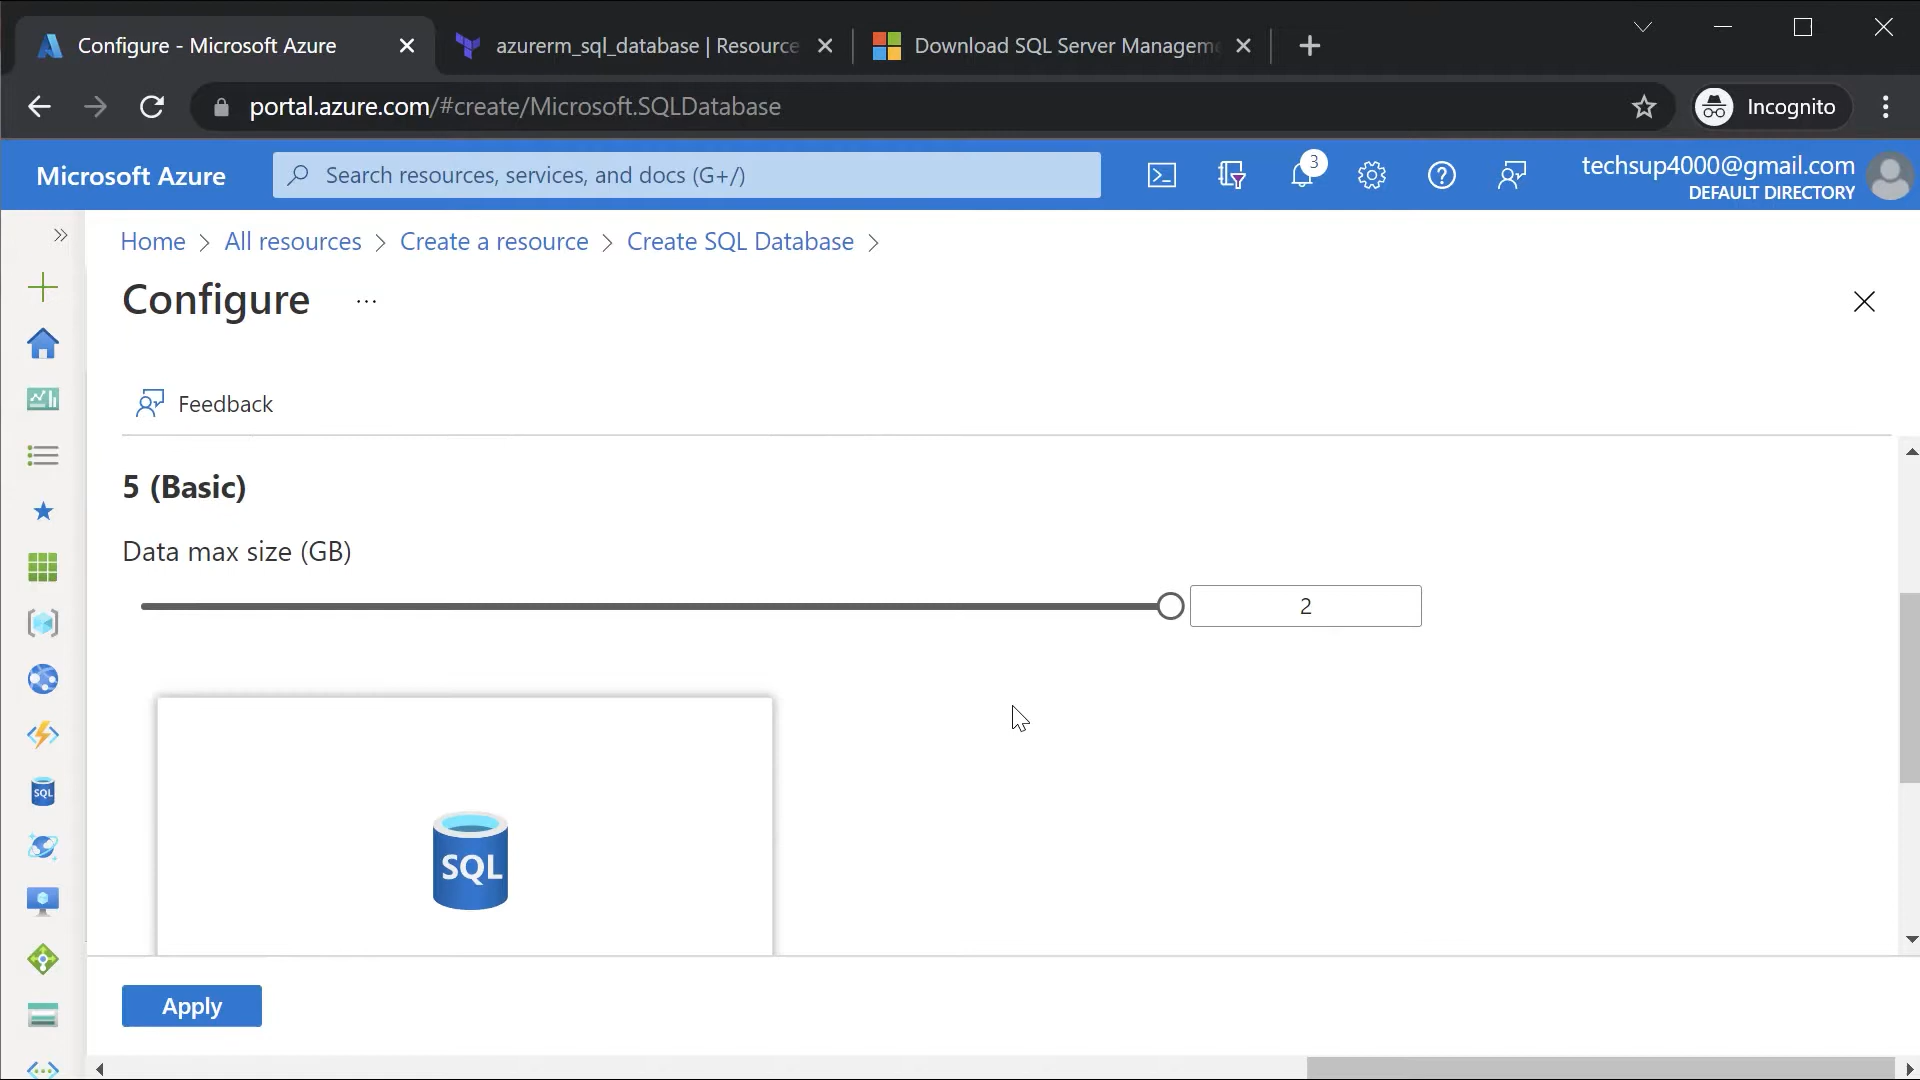 Configure - Microsoft Azure
azurerm_sql_database | Resource
Download SQL Server Managem
portal.azure.com/#create/Microsoft.SQLDatabase
Incognito
Microsoft Azure
Search resources, services, and docs (G+/)
3
techsup4000@gmail.com
DEFAULT DIRECTORY
Home > All resources > Create a resource > Create SQL Database >
Configure ...
Feedback
5 (Basic)
Data max size (GB)
2
SQL
SQL
Apply